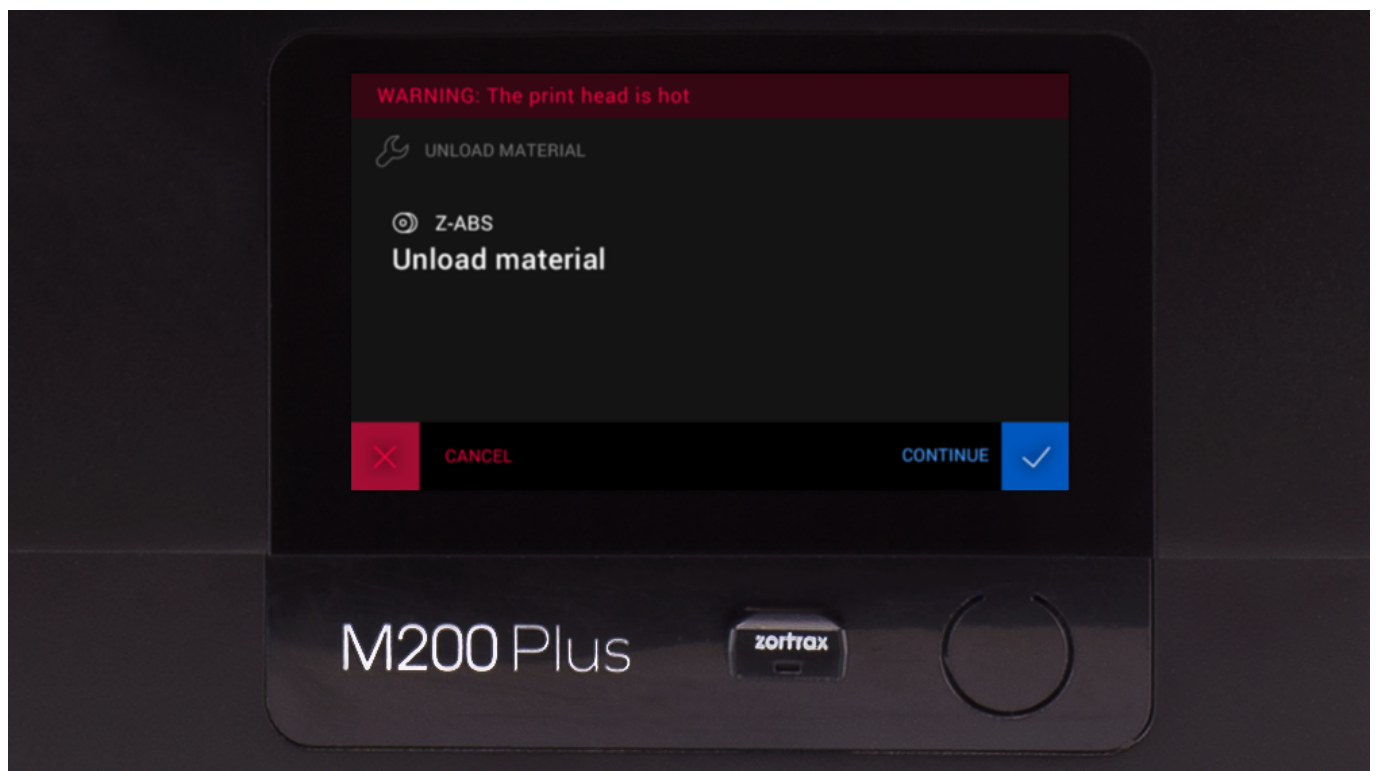 WARNING: The print head is hot
UNLOAD MATERIAL
Z-ABS
Unload material
CANCEL
CONTINUE
M200 Plus
zortrax